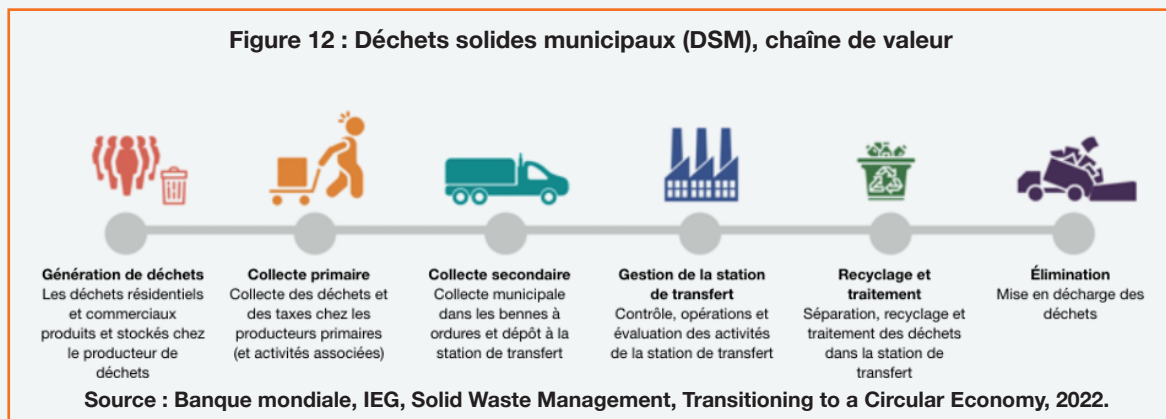 Figure 12 : Déchets solides municipaux (DSM), chaîne de valeur
Génération de déchets
Les déchets résidentiels
et commerciaux
produits et stockés chez
le producteur de
déchets
Collecte primaire
Collecte des déchets et
des taxes chez les
producteurs primaires
(et activités associées)
Collecte secondaire
Collecte municipale
dans les bennes à
ordures et dépôt à la
station de transfert
Gestion de la station
de transfert
Contrôle, opérations et
évaluation des activités
de la station de transfert
Recyclage et
traitement
Séparation, recyclage et
traitement des déchets
dans la station de
transfert
Élimination
Mise en décharge des
déchets
Source : Banque mondiale, IEG, Solid Waste Management, Transitioning to a Circular Economy, 2022.